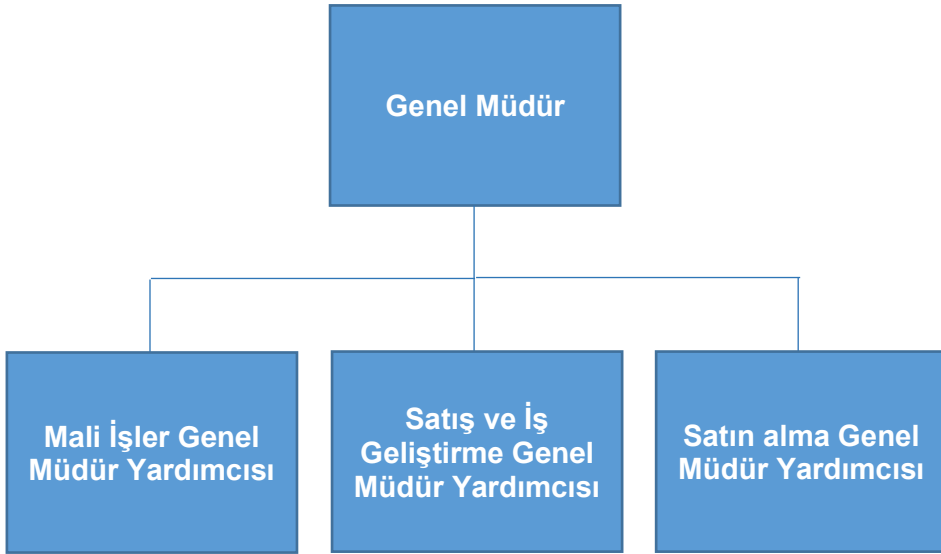 Genel Müdür
Mali İşler Genel
Müdür Yardımcısı
Satış ve İş
Geliştirme Genel
Müdür Yardımcısı
Satın alma Genel
Müdür Yardımcısı